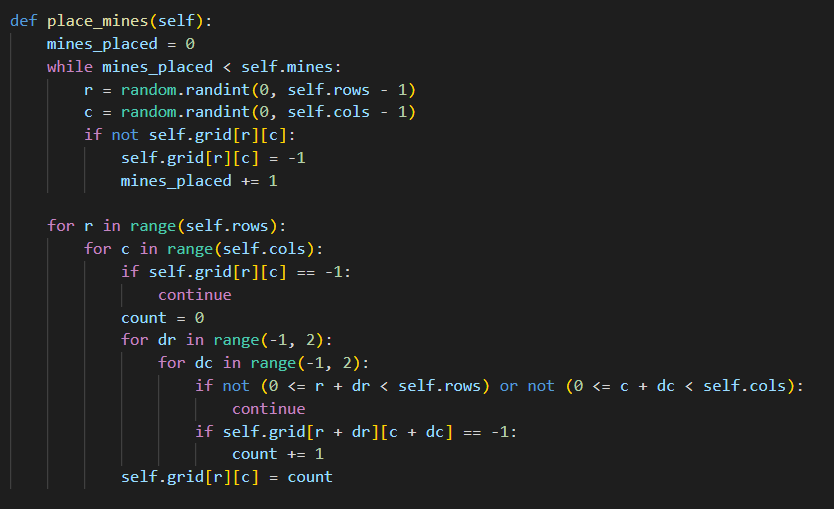 def place_mines(self):
    mines_placed = 0
    while mines_placed < self.mines:
        r = random.randint(0, self.rows - 1)
        c = random.randint(0, self.cols - 1)
        if not self.grid[r][c]:
            self.grid[r][c] = -1
            mines_placed += 1

    for r in range(self.rows):
        for c in range(self.cols):
            if self.grid[r][c] == -1:
                continue
            count = 0
            for dr in range(-1, 2):
                for dc in range(-1, 2):
                    if not (0 <= r + dr < self.rows) or not (0 <= c + dc < self.cols):
                        continue
                    if self.grid[r + dr][c + dc] == -1:
                        count += 1
            self.grid[r][c] = count